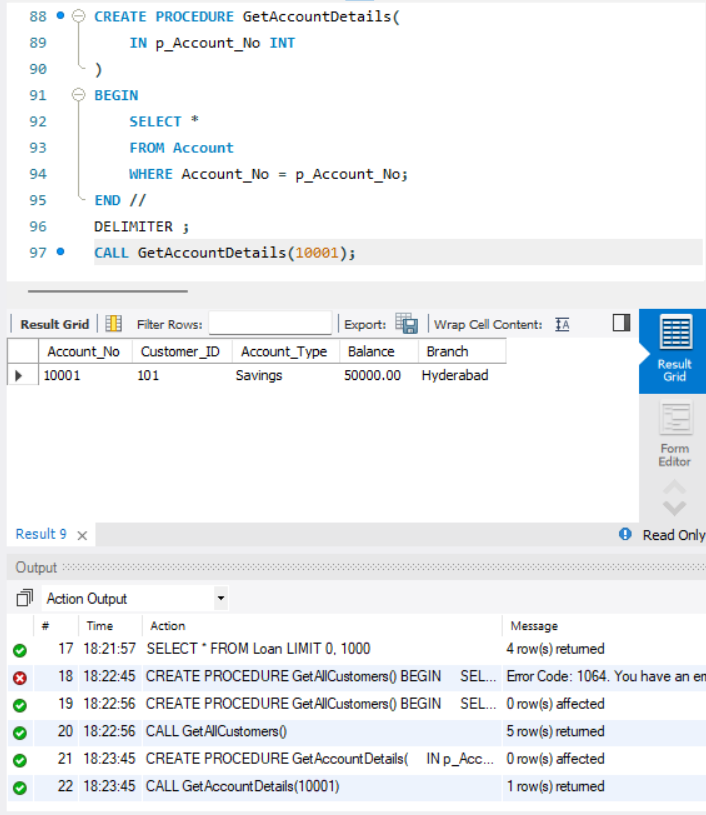 88 CREATE PROCEDURE GetAccountDetails(
89 IN p_Account_No INT
90 )
91 BEGIN
92 SELECT *
93 FROM Account
94 WHERE Account_No = p_Account_No;
95 END //
96 DELIMITER ;
97 CALL GetAccountDetails(10001);
Result Grid Filter Rows: Export: Wrap Cell Content: IA
Account_No Customer_ID Account_Type Balance Branch
10001 101 Savings 50000.00 Hyderabad
Result
Grid
Form
Editor
Result 9 Read Only
Output
Action Output
# Time Action Message
17 18:21:57 SELECT * FROM Loan LIMIT 0, 1000 4 row(s) returned
18 18:22:45 CREATE PROCEDURE GetAllCustomers() BEGIN SEL... Error Code: 1064. You have an er
19 18:22:56 CREATE PROCEDURE GetAllCustomers() BEGIN SEL... 0 row(s) affected
20 18:22:56 CALL GetAllCustomers() 5 row(s) returned
21 18:23:45 CREATE PROCEDURE GetAccountDetails( IN p_Acc... 0 row(s) affected
22 18:23:45 CALL GetAccountDetails(10001) 1 row(s) returned